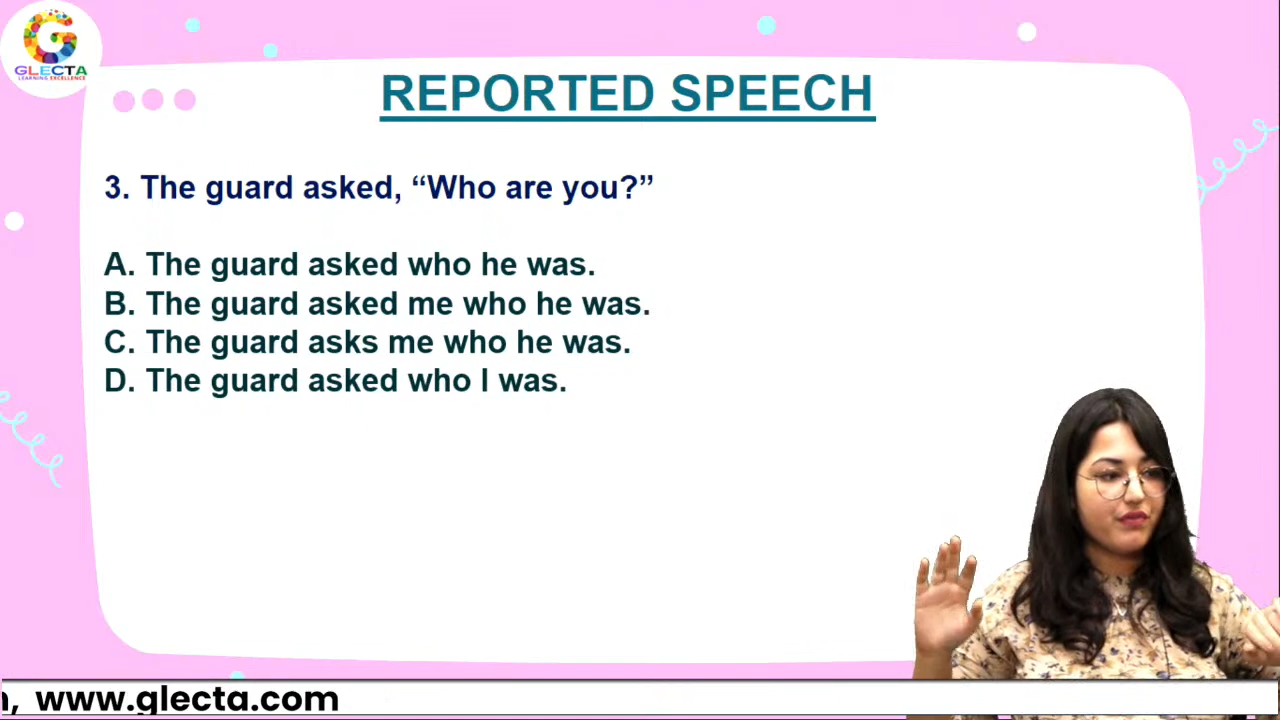 GLECTA
LEARNING EXCELLENCE
REPORTED SPEECH
3. The guard asked, “Who are you?”
A. The guard asked who he was.
B. The guard asked me who he was.
C. The guard asks me who he was.
D. The guard asked who I was.
www.glecta.com